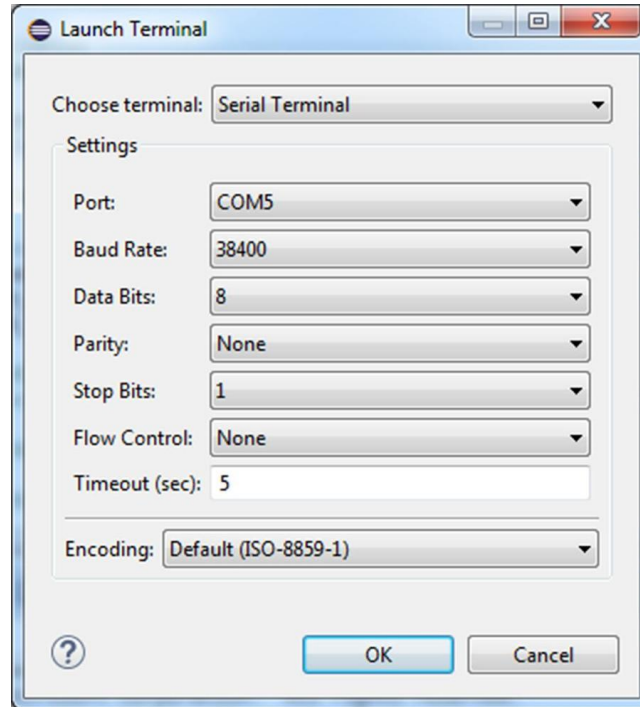 Launch Terminal
Choose terminal: Serial Terminal
Settings
Port: COM5
Baud Rate: 38400
Data Bits: 8
Parity: None
Stop Bits: 1
Flow Control: None
Timeout (sec): 5
Encoding: Default (ISO-8859-1)
? OK Cancel